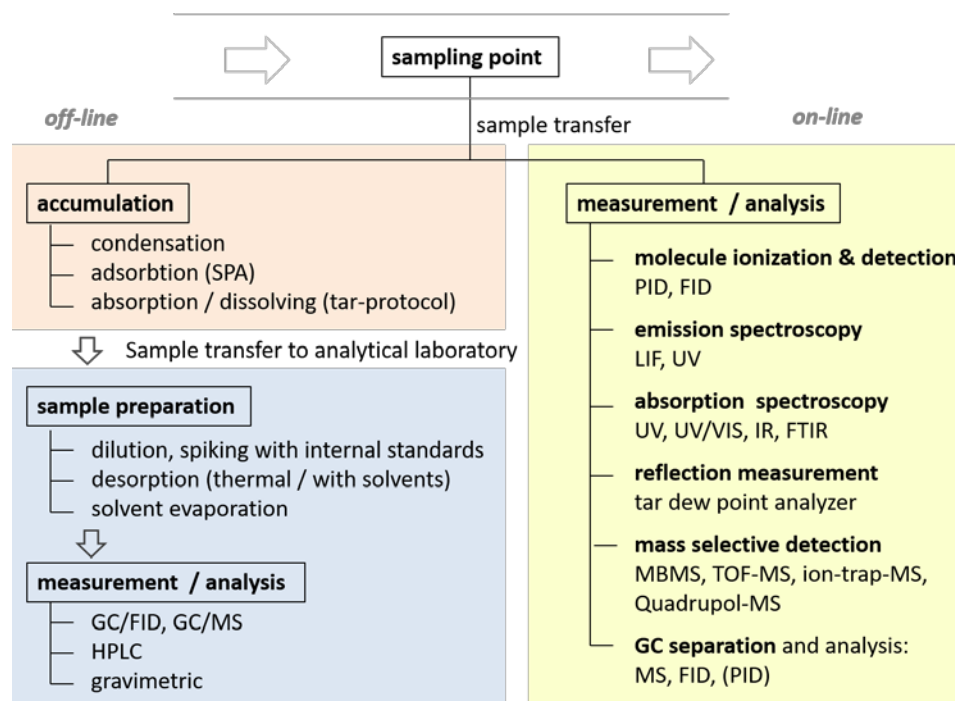 sampling point
off-line
on-line
sample transfer
accumulation
condensation
adsorbtion (SPA)
absorption / dissolving (tar-protocol)
Sample transfer to analytical laboratory
sample preparation
dilution, spiking with internal standards
desorption (thermal / with solvents)
solvent evaporation
measurement / analysis
GC/FID, GC/MS
HPLC
gravimetric
measurement / analysis
molecule ionization & detection
PID, FID
emission spectroscopy
LIF, UV
absorption spectroscopy
UV, UV/VIS, IR, FTIR
reflection measurement
tar dew point analyzer
mass selective detection
MBMS, TOF-MS, ion-trap-MS,
Quadrupol-MS
GC separation and analysis:
MS, FID, (PID)